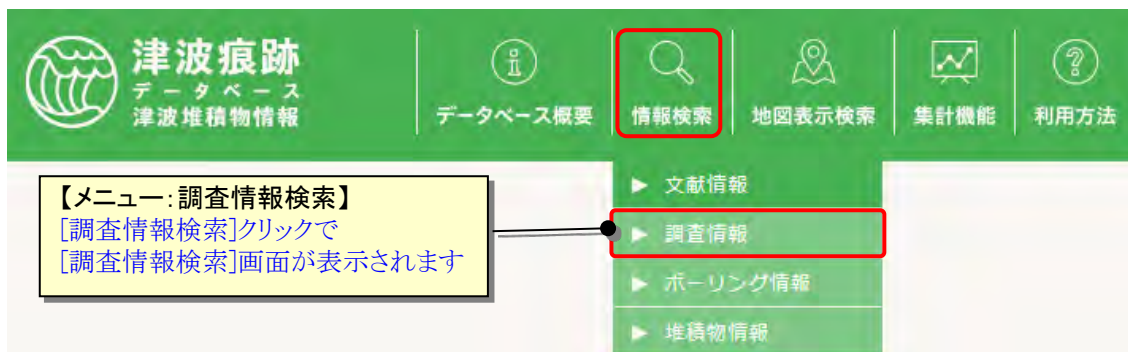 津波痕跡
データベース
津波堆積物情報
データベース概要
情報検索
地図表示検索
集計機能
利用方法
【メニュー：調査情報検索】
[調査情報検索]クリックで
[調査情報検索]画面が表示されます
▶ 文献情報
▶ 調査情報
▶ ボーリング情報
▶ 堆積物情報